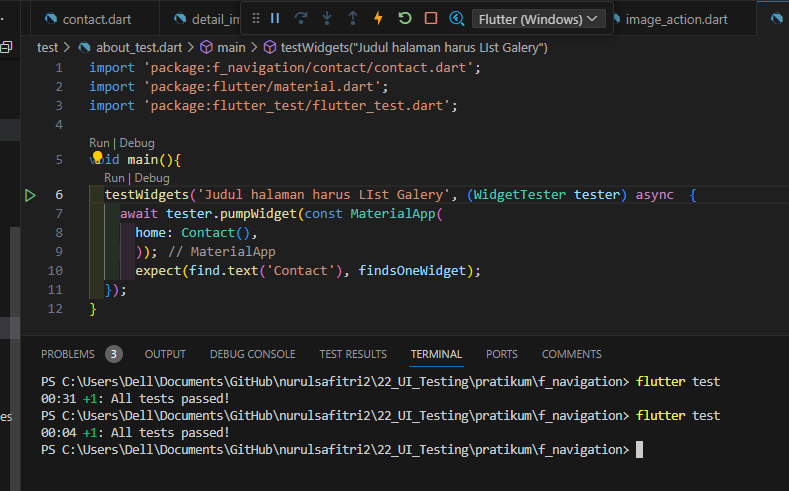 contact.dart detail_im Flutter (Windows) image_action.dart
test > about_test.dart > main > testWidgets("Judul halaman harus LIst Galery")
1 import 'package:f_navigation/contact/contact.dart';
2 import 'package:flutter/material.dart';
3 import 'package:flutter_test/flutter_test.dart';
4
Run | Debug
5 void main(){
Run | Debug
6 testWidgets('Judul halaman harus LIst Galery', (WidgetTester tester) async {
7 await tester.pumpWidget(const MaterialApp(
8 home: Contact(),
9 )); // MaterialApp
10 expect(find.text('Contact'), findsOneWidget);
11 });
12 }
PROBLEMS 3 OUTPUT DEBUG CONSOLE TEST RESULTS TERMINAL PORTS COMMENTS
PS C:\Users\Dell\Documents\GitHub\nurulsafitri2\22_UI_Testing\pratikum\f_navigation> flutter test
00:31 +1: All tests passed!
PS C:\Users\Dell\Documents\GitHub\nurulsafitri2\22_UI_Testing\pratikum\f_navigation> flutter test
es
00:04 +1: All tests passed!
PS C:\Users\Dell\Documents\GitHub\nurulsafitri2\22_UI_Testing\pratikum\f_navigation>